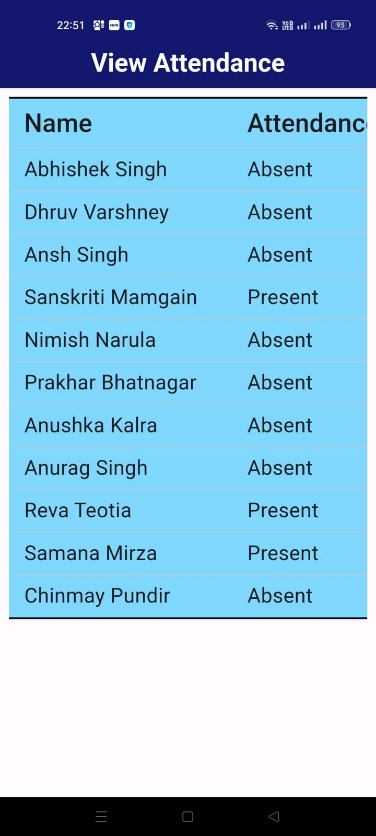 22:51 93
View Attendance
Name Attendanc
Abhishek Singh Absent
Dhruv Varshney Absent
Ansh Singh Absent
Sanskriti Mamgain Present
Nimish Narula Absent
Prakhar Bhatnagar Absent
Anushka Kalra Absent
Anurag Singh Absent
Reva Teotia Present
Samana Mirza Present
Chinmay Pundir Absent